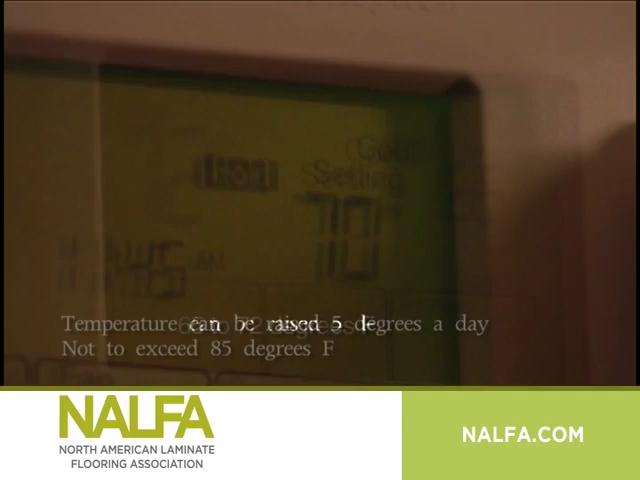 Cool
Setting
70
AM
Temperature can be raised 5 degrees a day
Not to exceed 85 degrees F
NALFA
NORTH AMERICAN LAMINATE
FLOORING ASSOCIATION
NALFA.COM